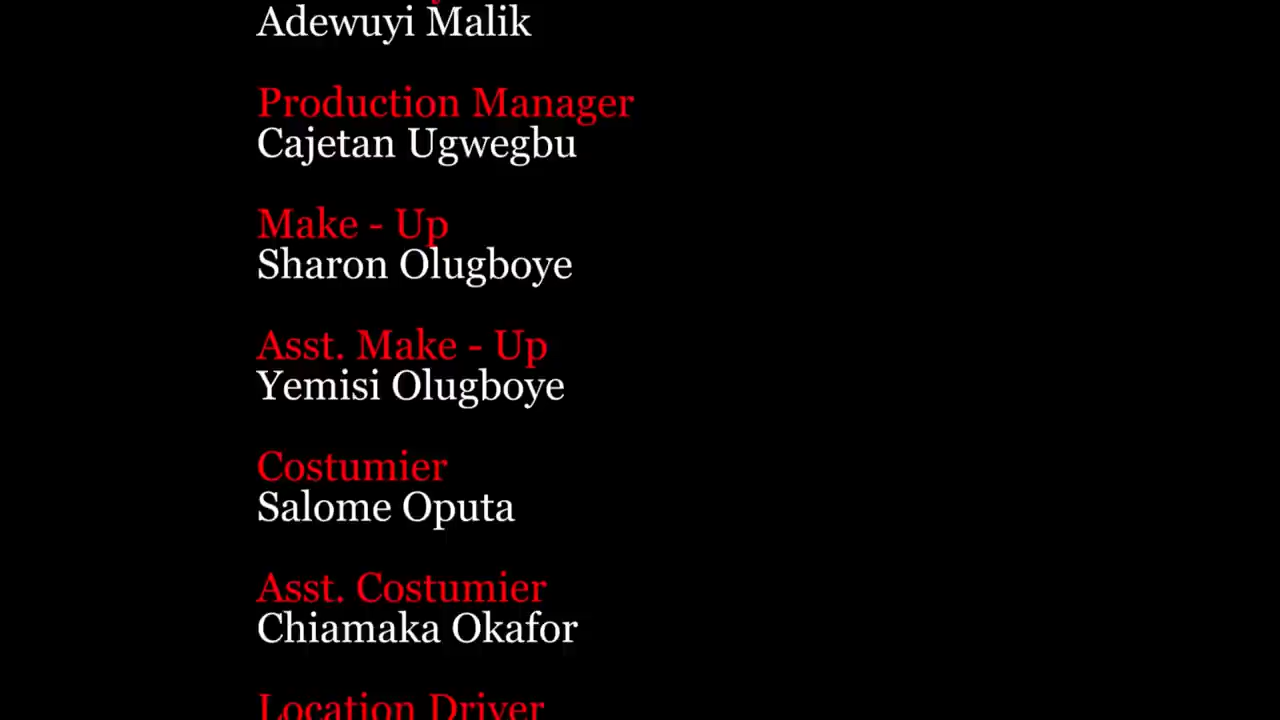 Adewuyi Malik
Production Manager
Cajetan Ugwegbu
Make - Up
Sharon Olugboye
Asst. Make - Up
Yemisi Olugboye
Costumier
Salome Oputa
Asst. Costumier
Chiamaka Okafor
Location Driver